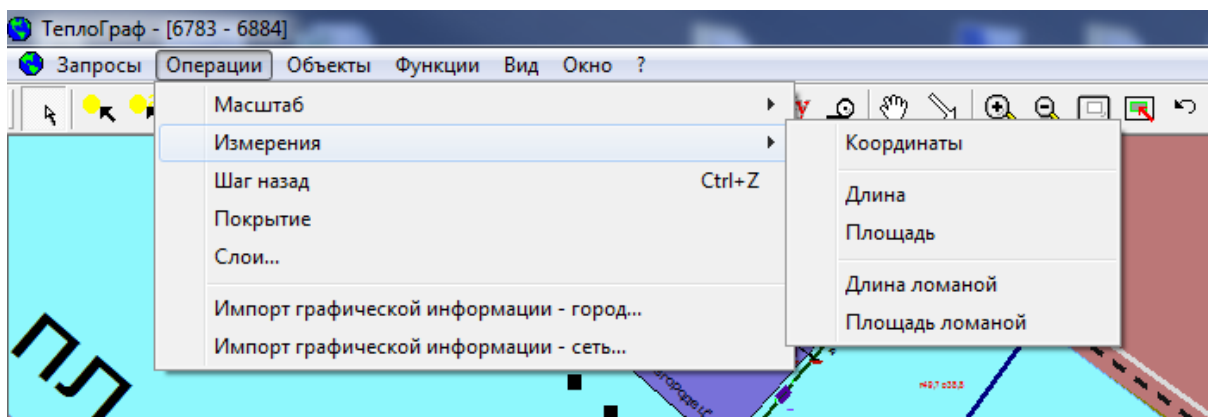 ТеплоГраф - [6783 - 6884]
Запросы Операции Объекты Функции Вид Окно ?
Масштаб
Измерения
Шаг назад Ctrl+Z
Покрытие
Слои...
Импорт графической информации - город...
Импорт графической информации - сеть...
Координаты
Длина
Площадь
Длина ломаной
Площадь ломаной
ПЛ